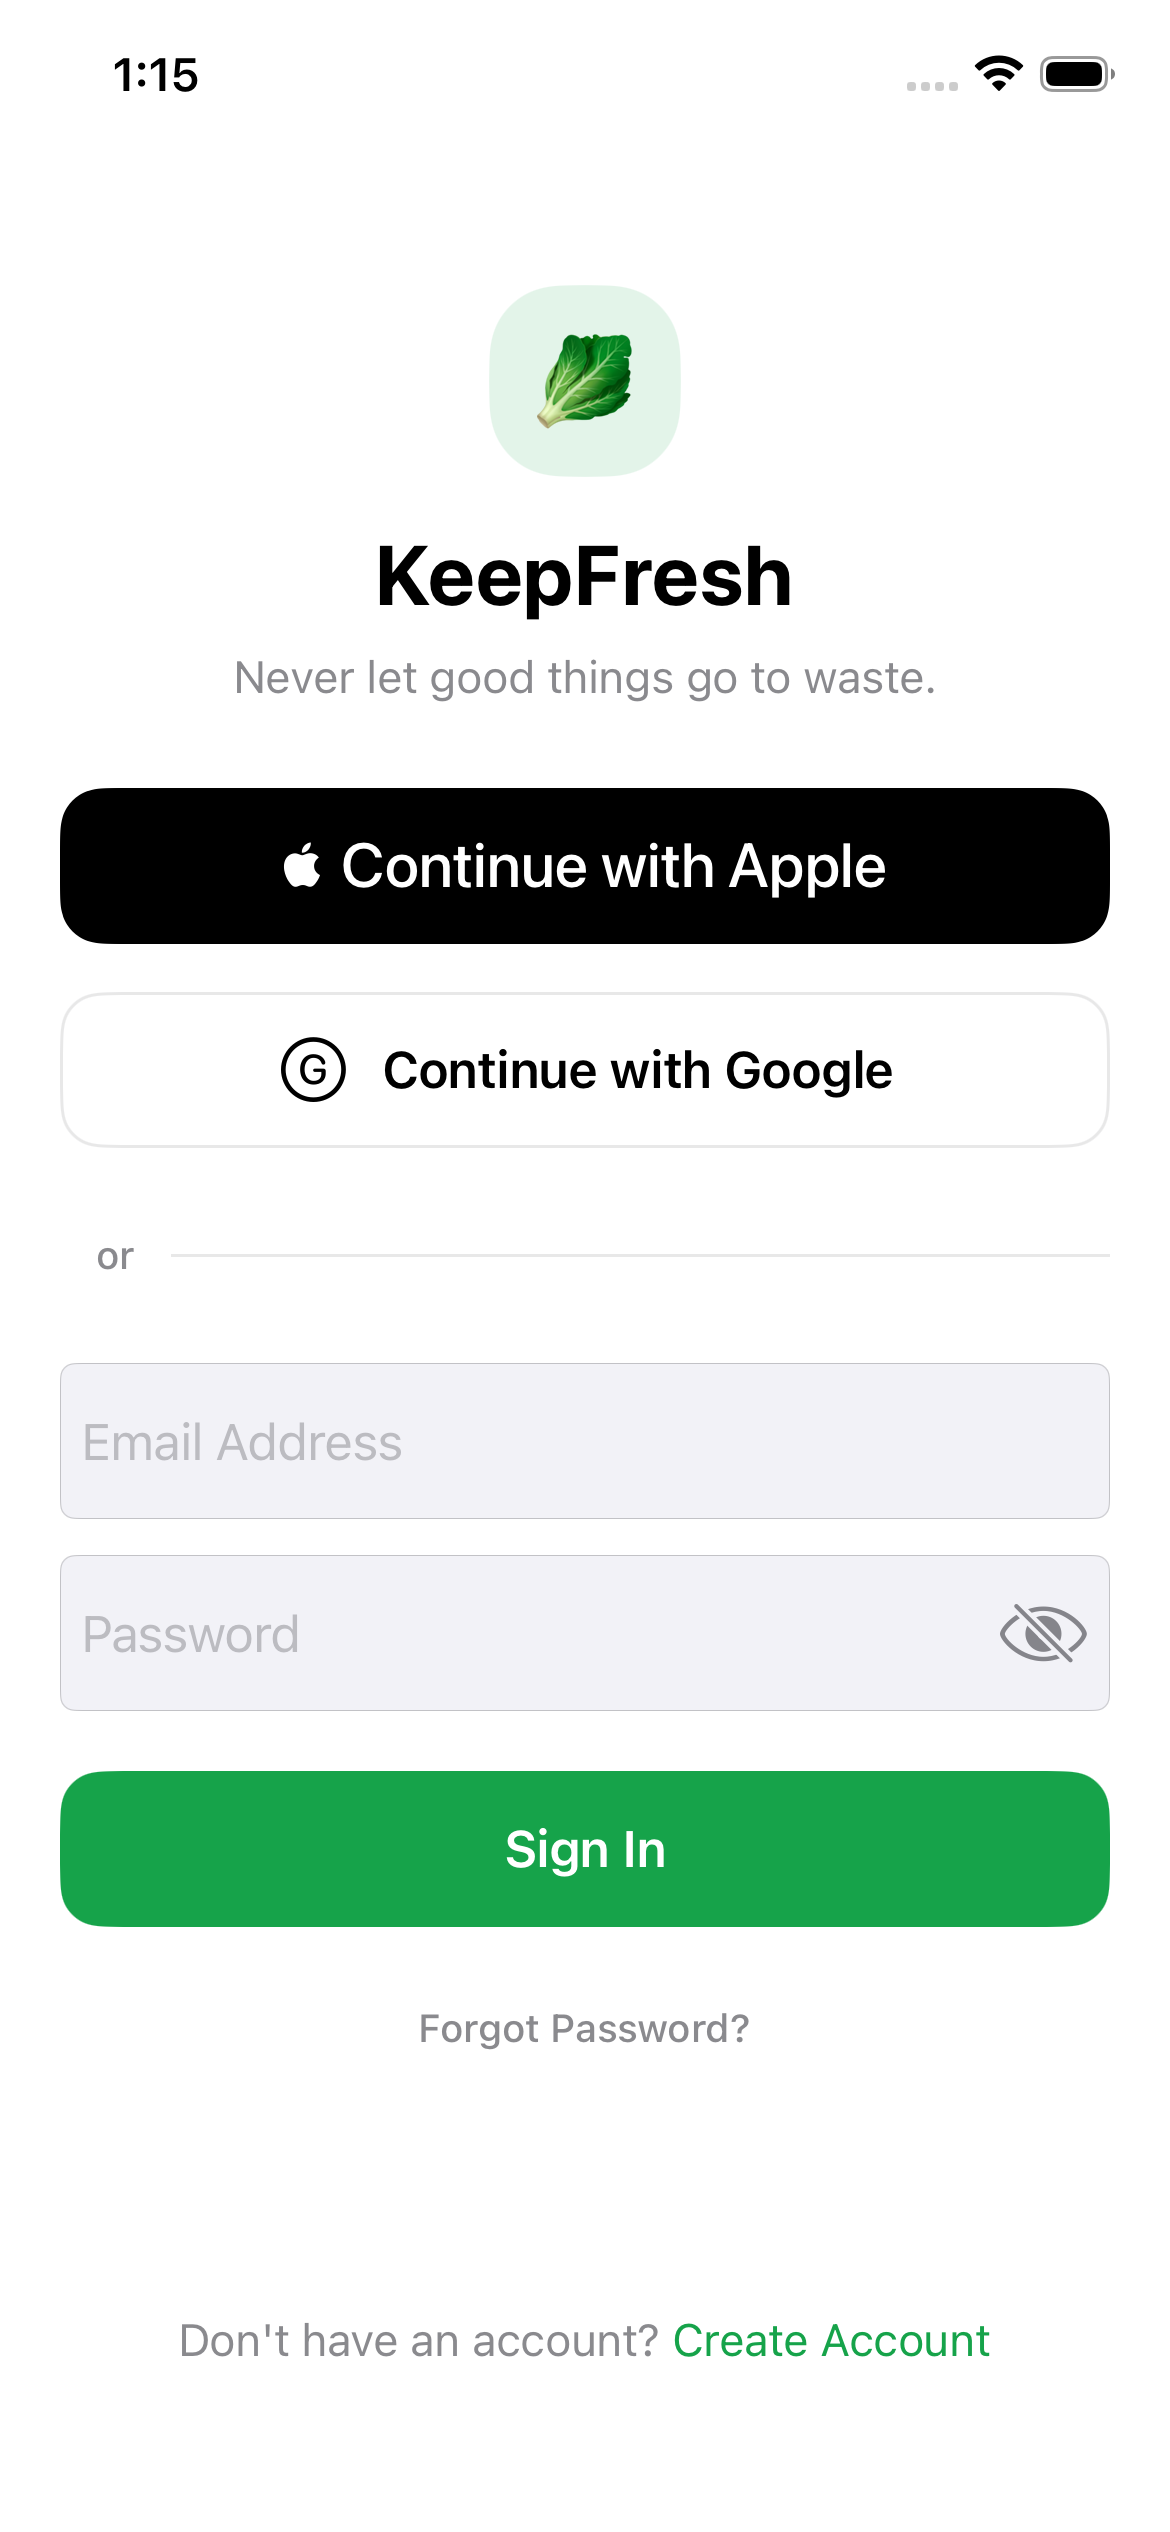 1:15
KeepFresh
Never let good things go to waste.
Continue with Apple
G Continue with Google
or
Email Address
Password
Sign In
Forgot Password?
Don't have an account? Create Account